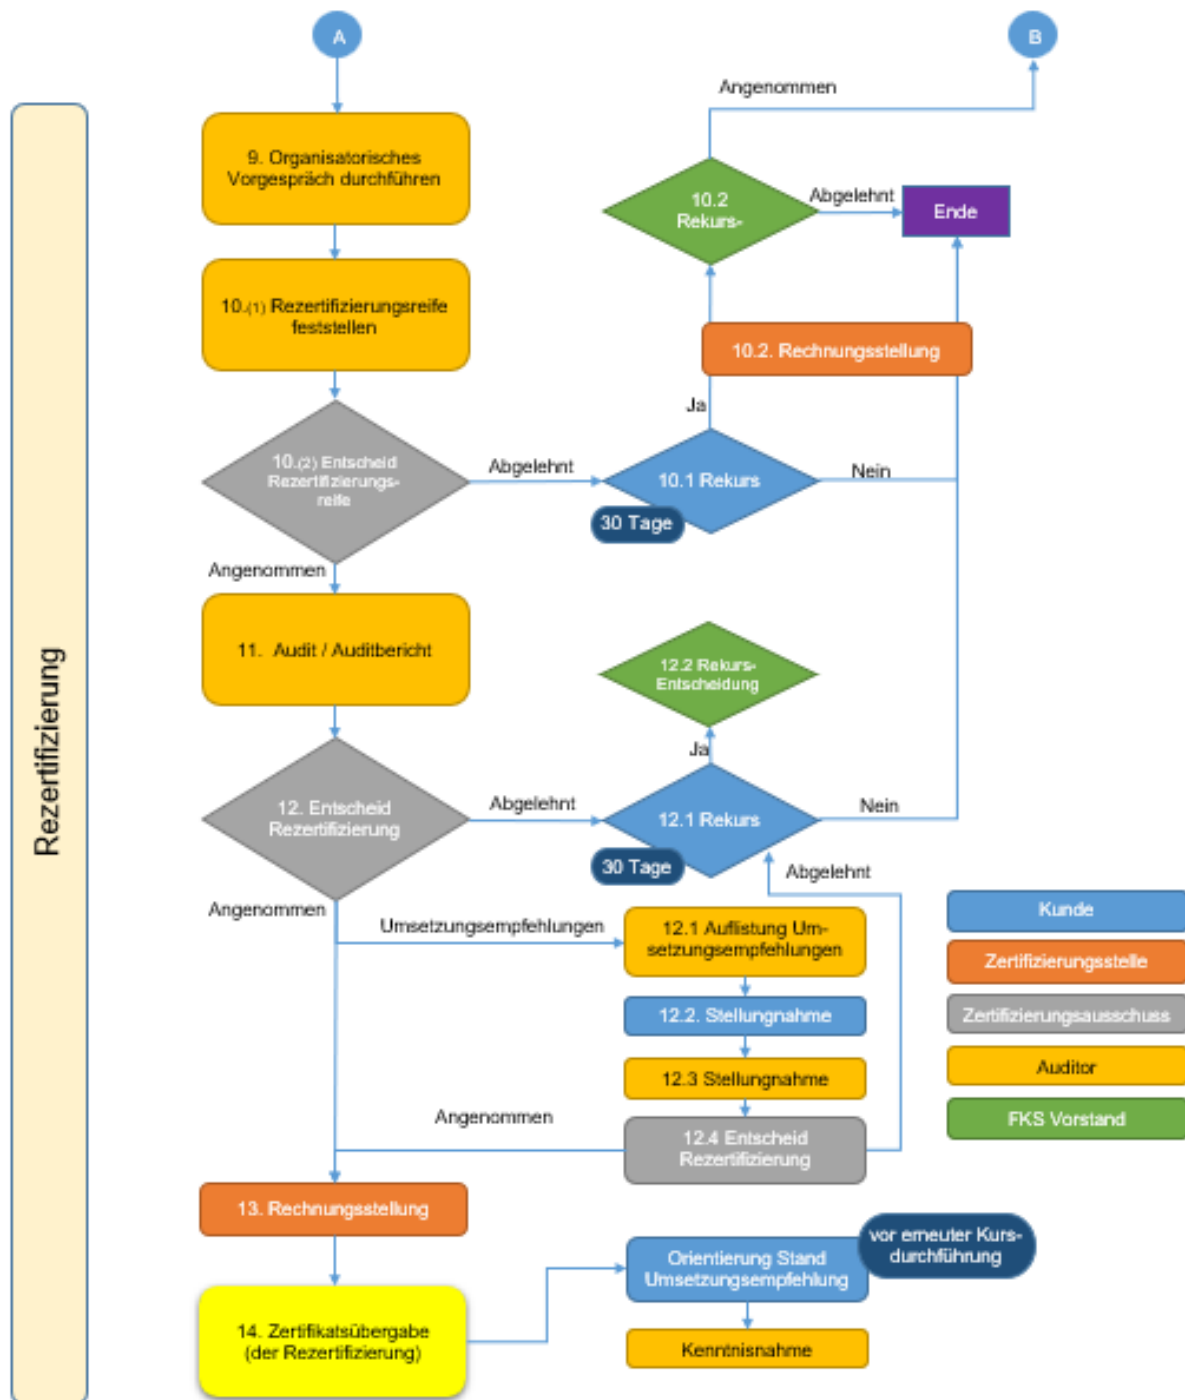 A
B
Angenommen
9. Organisatorisches
Vorgespräch durchführen
10.2
Rekurs-
Abgelehnt
Ende
10.(1) Rezertifizierungsreife
feststellen
10.2. Rechnungsstellung
Ja
10.(2) Entscheid
Rezertifizierungs-
reife
Abgelehnt
10.1 Rekurs
Nein
30 Tage
Angenommen
11. Audit / Auditbericht
12.2 Rekurs-
Entscheidung
Ja
Rezertifizierung
12. Entscheid
Rezertifizierung
Abgelehnt
12.1 Rekurs
Nein
30 Tage
Abgelehnt
Angenommen
Umsetzungsempfehlungen
12.1 Auflistung Um-
setzungsempfehlungen
12.2. Stellungnahme
12.3 Stellungnahme
Angenommen
12.4 Entscheid
Rezertifizierung
Kunde
Zertifizierungsstelle
Zertifizierungsausschuss
Auditor
FKS Vorstand
13. Rechnungsstellung
vor erneuter Kurs-
durchführung
Orientierung Stand
Umsetzungsempfehlung
14. Zertifikatsübergabe
(der Rezertifizierung)
Kenntnisnahme